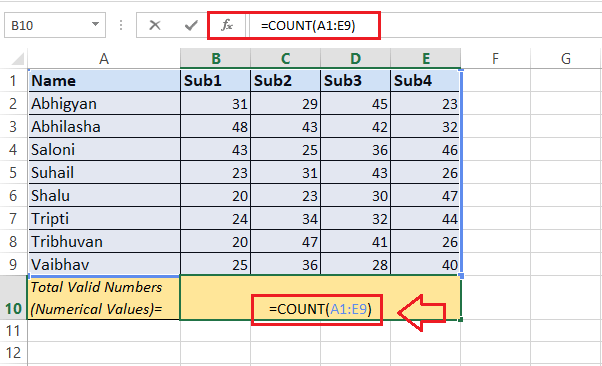 B10 fx =COUNT(A1:E9)
A B C D E F G
1 Name Sub1 Sub2 Sub3 Sub4
2 Abhigyan 31 29 45 23
3 Abhilasha 48 43 42 32
4 Saloni 43 25 36 46
5 Suhail 23 31 43 26
6 Shalu 20 23 30 47
7 Tripti 24 34 32 44
8 Tribhuvan 20 47 41 26
9 Vaibhav 25 36 28 40
Total Valid Numbers
10 (Numerical Values)= =COUNT(A1:E9)
11
12